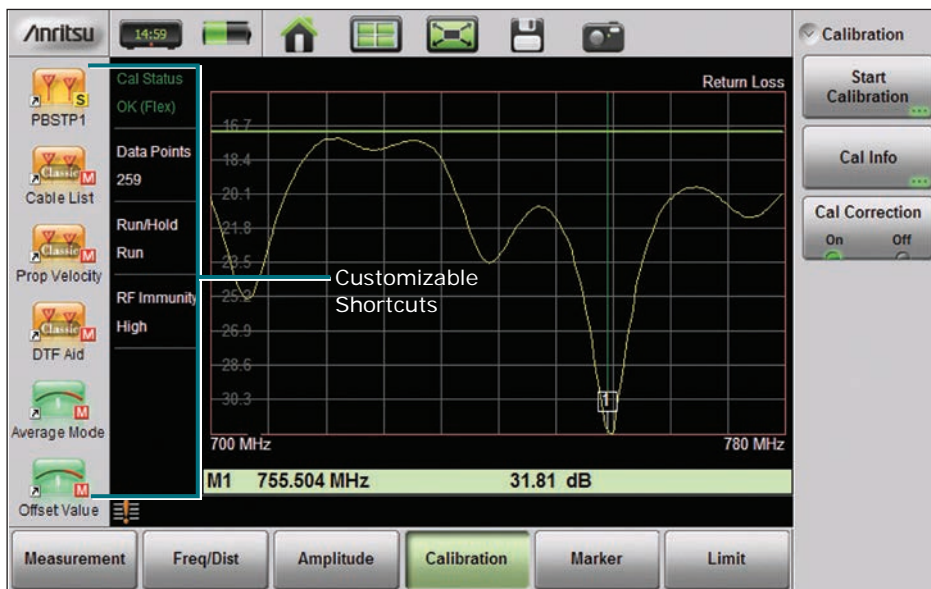 Anritsu
14:59
Calibration
Start
Calibration
Cal Info
Cal Correction
On Off
S
PBSTP1
Classic M
Cable List
Classic M
Prop Velocity
Classic M
DTF Aid
M
Average Mode
M
Offset Value
Cal Status
OK (Flex)
Data Points
259
Run/Hold
Run
RF Immunity
High
Return Loss
16.7
18.4
20.1
21.8
23.5
25.2
26.9
28.6
30.3
Customizable
Shortcuts
1
700 MHz 780 MHz
M1 755.504 MHz 31.81 dB
Measurement Freq/Dist Amplitude Calibration Marker Limit